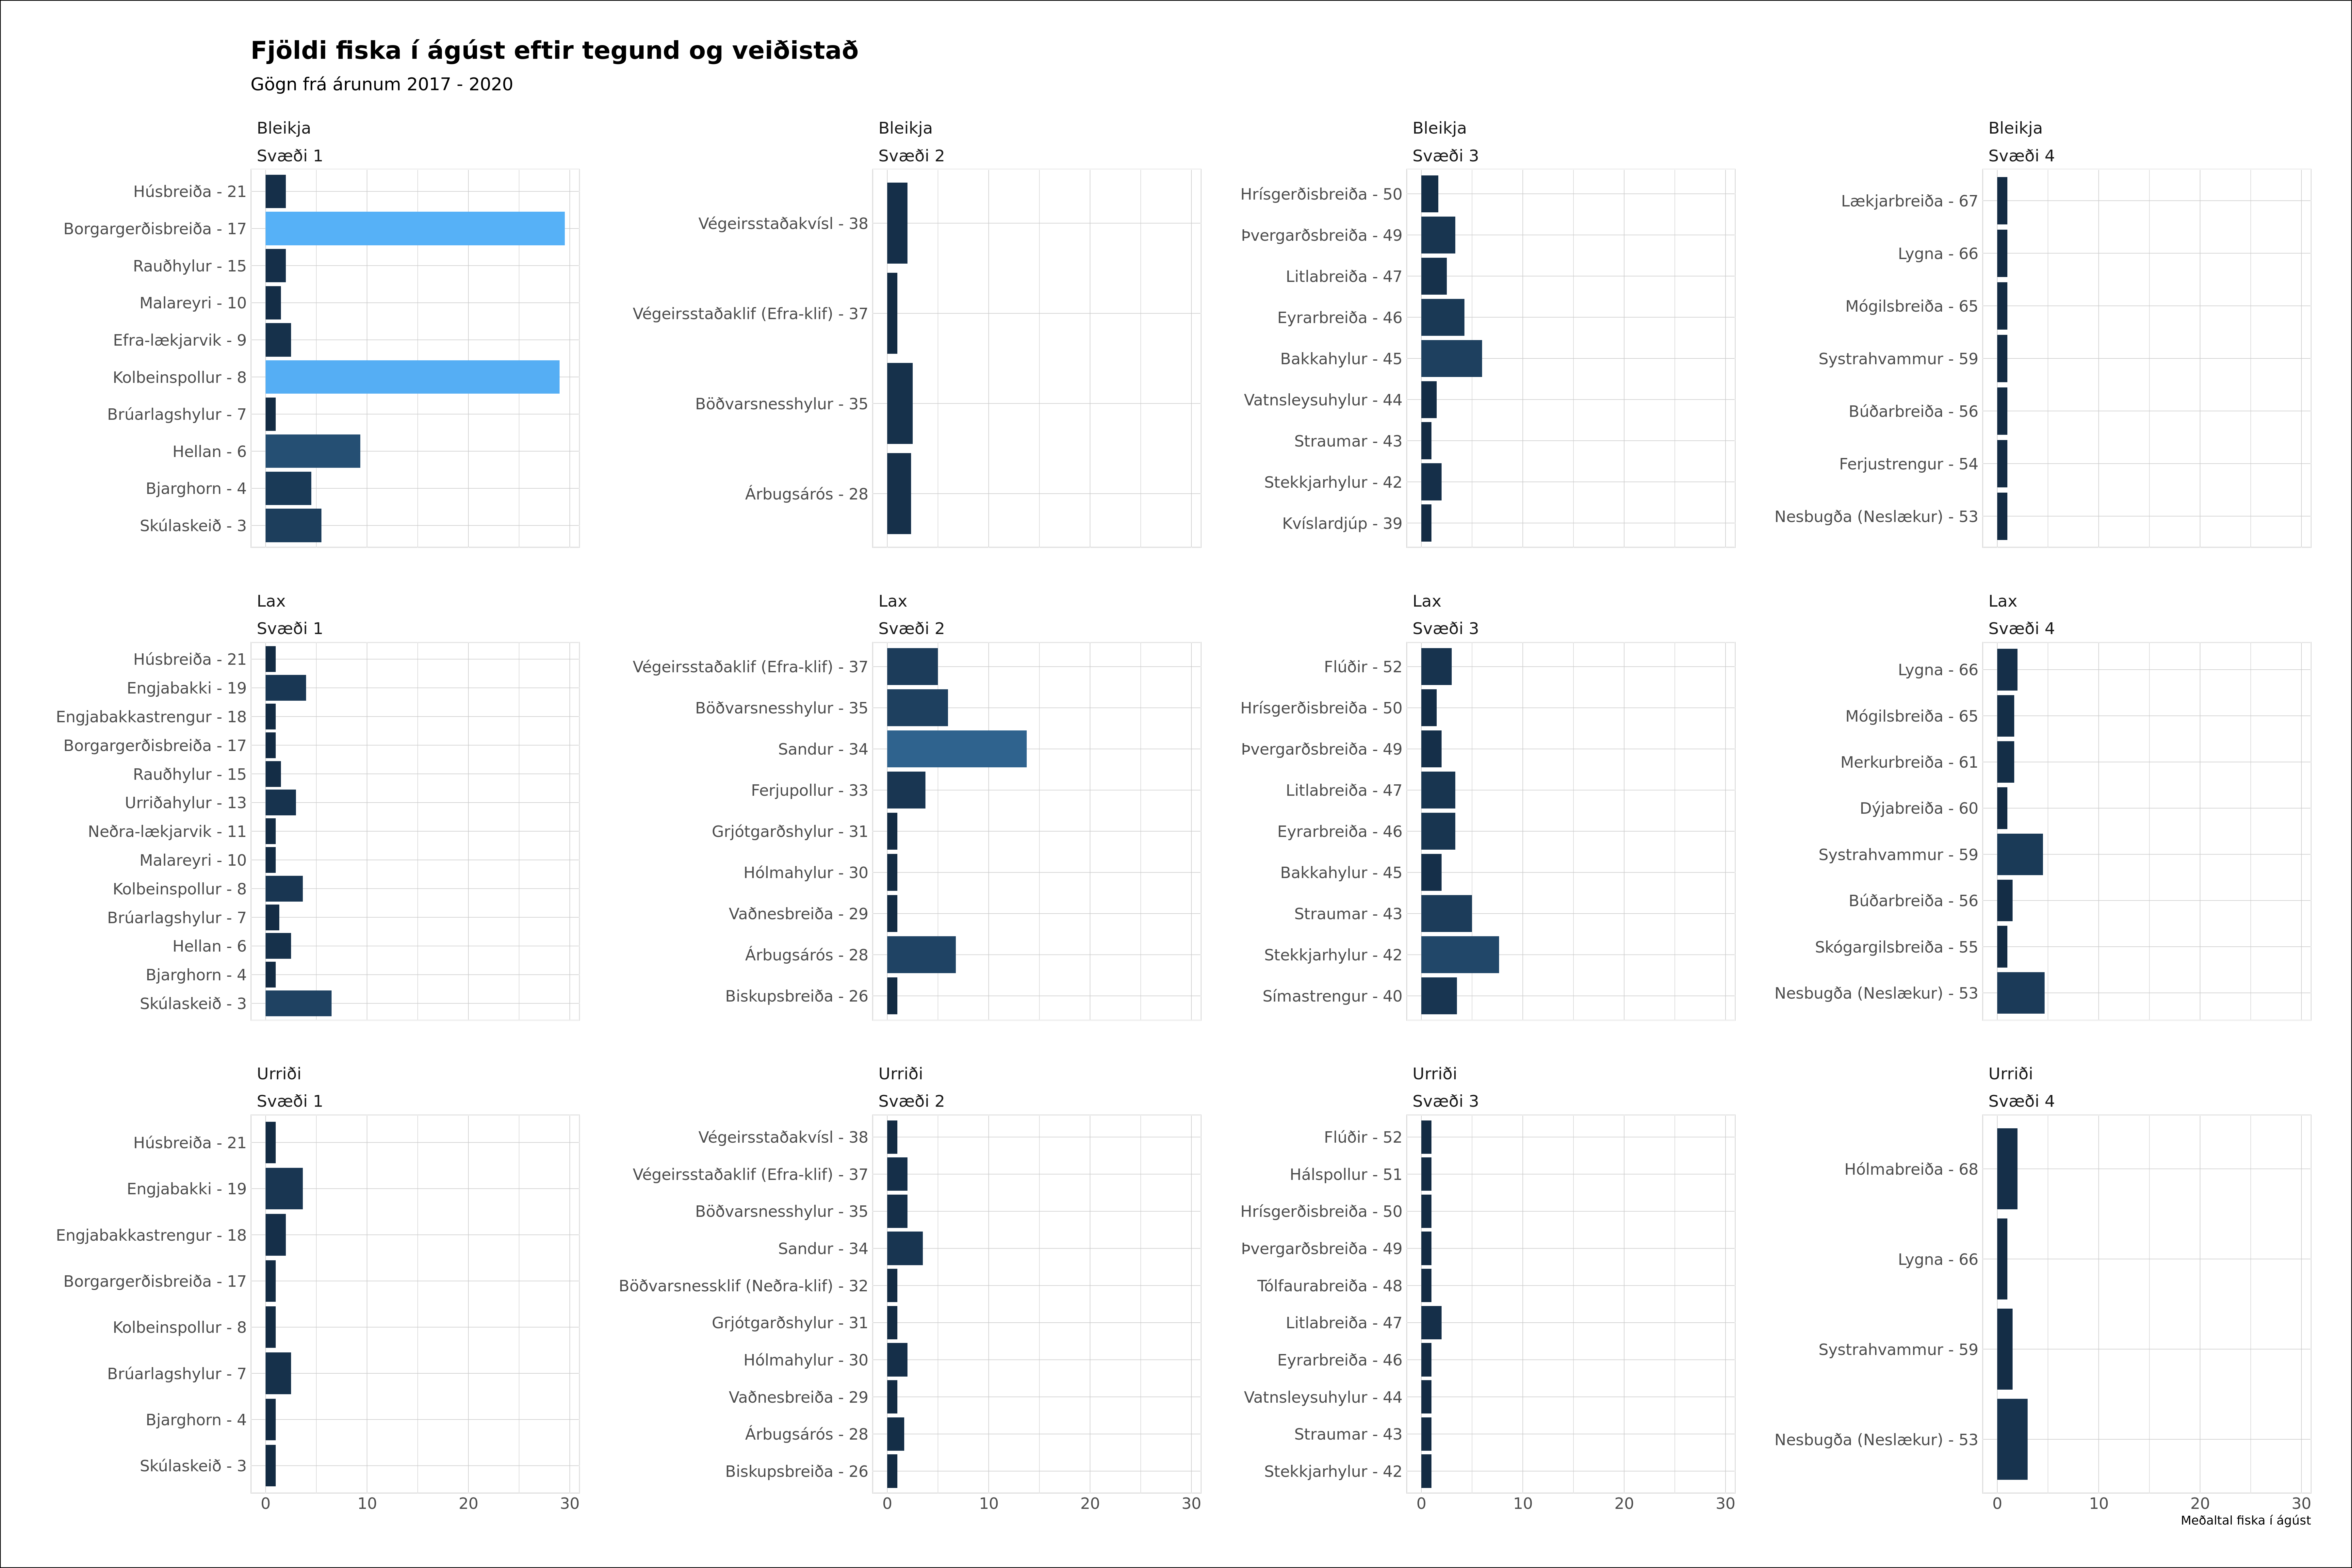 Fjöldi fiska í ágúst eftir tegund og veiðistað
Gögn frá árunum 2017 - 2020
Bleikja
Svæði 1
Húsbreiða - 21
Borgargerðisbreiða - 17
Rauðhylur - 15
Malareyri - 10
Efra-lækjarvik - 9
Kolbeinspollur - 8
Brúarlagshylur - 7
Hellan - 6
Bjarghorn - 4
Skúlaskeið - 3
Bleikja
Svæði 2
Végeirsstaðakvísl - 38
Végeirsstaðaklif (Efra-klif) - 37
Böðvarsnesshylur - 35
Árbugsárós - 28
Bleikja
Svæði 3
Hrísgerðisbreiða - 50
Þvergarðsbreiða - 49
Litlabreiða - 47
Eyrarbreiða - 46
Bakkahylur - 45
Vatnsleysuhylur - 44
Straumar - 43
Stekkjarhylur - 42
Kvíslardjúp - 39
Bleikja
Svæði 4
Lækjarbreiða - 67
Lygna - 66
Mógilsbreiða - 65
Systrahvammur - 59
Búðarbreiða - 56
Ferjustrengur - 54
Nesbugða (Neslækur) - 53
Lax
Svæði 1
Húsbreiða - 21
Engjabakki - 19
Engjabakkastrengur - 18
Borgargerðisbreiða - 17
Rauðhylur - 15
Urriðahylur - 13
Neðra-lækjarvik - 11
Malareyri - 10
Kolbeinspollur - 8
Brúarlagshylur - 7
Hellan - 6
Bjarghorn - 4
Skúlaskeið - 3
Lax
Svæði 2
Végeirsstaðaklif (Efra-klif) - 37
Böðvarsnesshylur - 35
Sandur - 34
Ferjupollur - 33
Grjótgarðshylur - 31
Hólmahylur - 30
Vaðnesbreiða - 29
Árbugsárós - 28
Biskupsbreiða - 26
Lax
Svæði 3
Flúðir - 52
Hrísgerðisbreiða - 50
Þvergarðsbreiða - 49
Litlabreiða - 47
Eyrarbreiða - 46
Bakkahylur - 45
Straumar - 43
Stekkjarhylur - 42
Símastrengur - 40
Lax
Svæði 4
Lygna - 66
Mógilsbreiða - 65
Merkurbreiða - 61
Dýjabreiða - 60
Systrahvammur - 59
Búðarbreiða - 56
Skógargilsbreiða - 55
Nesbugða (Neslækur) - 53
Urriði
Svæði 1
Húsbreiða - 21
Engjabakki - 19
Engjabakkastrengur - 18
Borgargerðisbreiða - 17
Kolbeinspollur - 8
Brúarlagshylur - 7
Bjarghorn - 4
Skúlaskeið - 3
0 10 20 30
Urriði
Svæði 2
Végeirsstaðakvísl - 38
Végeirsstaðaklif (Efra-klif) - 37
Böðvarsnesshylur - 35
Sandur - 34
Böðvarsnessklif (Neðra-klif) - 32
Grjótgarðshylur - 31
Hólmahylur - 30
Vaðnesbreiða - 29
Árbugsárós - 28
Biskupsbreiða - 26
0 10 20 30
Urriði
Svæði 3
Flúðir - 52
Hálspollur - 51
Hrísgerðisbreiða - 50
Þvergarðsbreiða - 49
Tólfaurabreiða - 48
Litlabreiða - 47
Eyrarbreiða - 46
Vatnsleysuhylur - 44
Straumar - 43
Stekkjarhylur - 42
0 10 20 30
Urriði
Svæði 4
Hólmabreiða - 68
Lygna - 66
Systrahvammur - 59
Nesbugða (Neslækur) - 53
0 10 20 30
Meðaltal fiska í ágúst